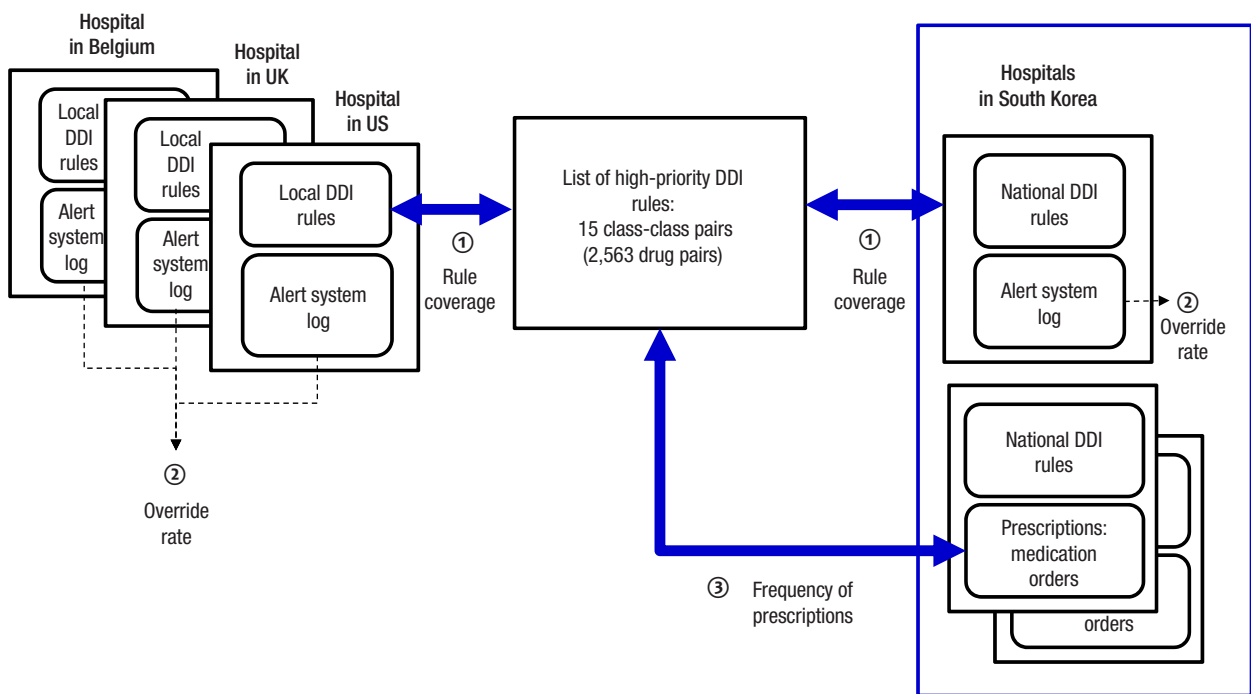 Hospital
in Belgium
Local
DDI
rules
Alert
system
log
Hospital
in UK
Local
DDI
rules
Alert
system
log
Hospital
in US
Local DDI
rules
Alert system
log
①
Rule
coverage
②
Override
rate
List of high-priority DDI
rules:
15 class-class pairs
(2,563 drug pairs)
①
Rule
coverage
Hospitals
in South Korea
National DDI
rules
Alert system
log
②
Override
rate
National DDI
rules
Prescriptions:
medication
orders
orders
③ Frequency of
prescriptions